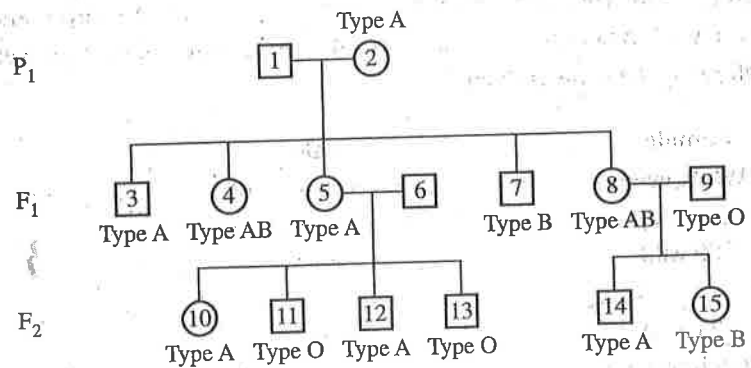 Type A
P1 1 2
F1 3 4 5 6 7 8 9
Type A Type AB Type A Type B Type AB Type O
F2 10 11 12 13 14 15
Type A Type O Type A Type O Type A Type B